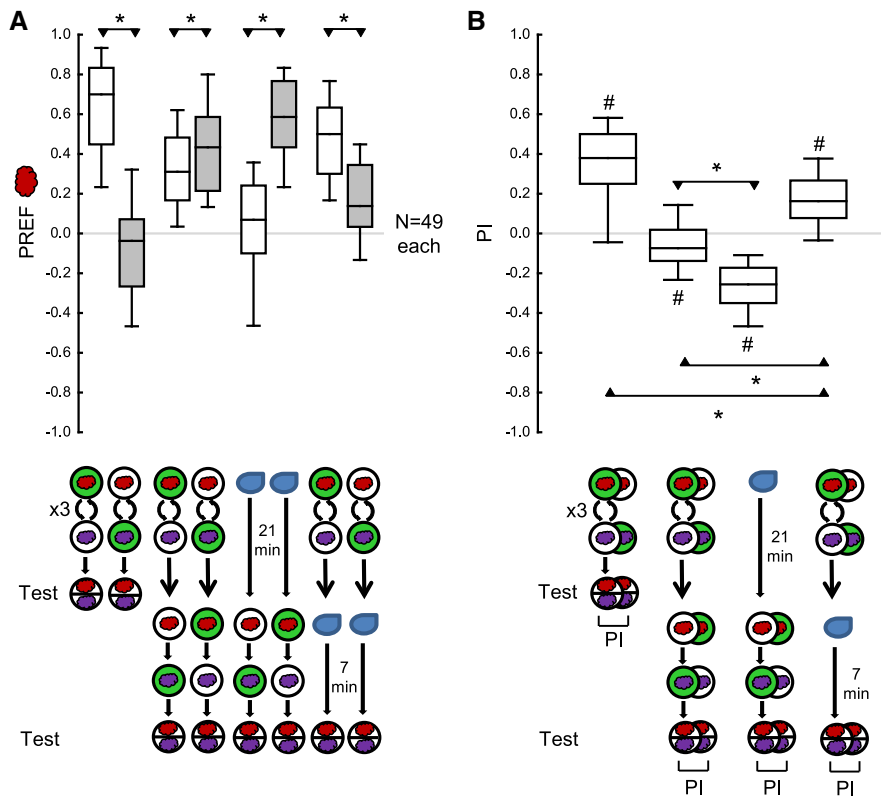 A
B
1.0
0.8
0.6
0.4
0.2
0.0
-0.2
-0.4
-0.6
-0.8
-1.0
PREF
* * * *
N=49
each
1.0
0.8
0.6
0.4
0.2
0.0
-0.2
-0.4
-0.6
-0.8
-1.0
PI
#
#
*
#
#
*
*
x3
21
min
Test
7
min
Test
x3
21
min
Test
PI
7
min
Test
PI PI PI